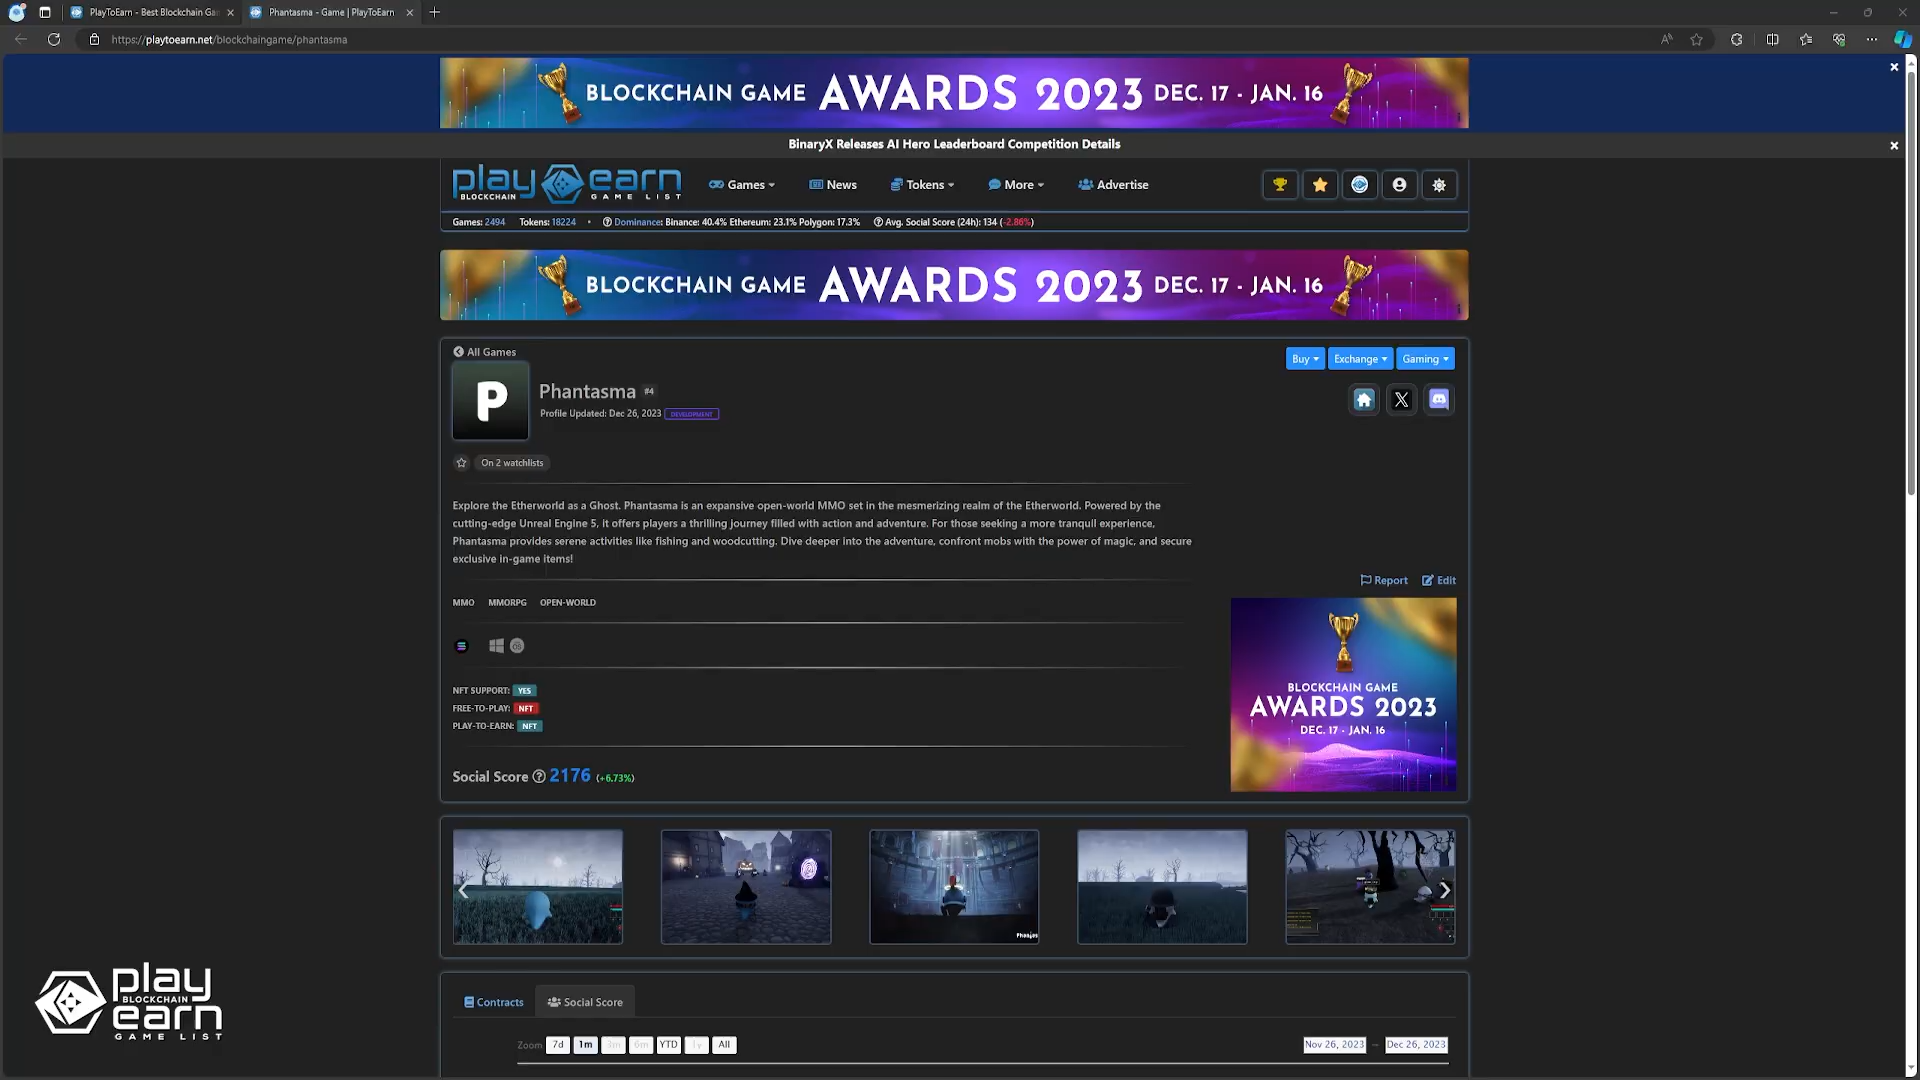 PlayToEarn - Best Blockchain Ga
Phantasma - Game | PlayToEarn
https://playtoearn.net/blockchaingame/phantasma
BLOCKCHAIN GAME AWARDS 2023 DEC. 17 - JAN. 16
BinaryX Releases AI Hero Leaderboard Competition Details
play earn
BLOCKCHAIN GAME LIST
Games
News
Tokens
More
Advertise
Games: 2494 Tokens: 18224 • Dominance: Binance: 40.4% Ethereum: 23.1% Polygon: 17.3% Avg. Social Score (24h): 134 (-2.86%)
BLOCKCHAIN GAME AWARDS 2023 DEC. 17 - JAN. 16
All Games
Buy
Exchange
Gaming
P
Phantasma #4
Profile Updated: Dec 26, 2023 DEVELOPMENT
On 2 watchlists
Explore the Etherworld as a Ghost. Phantasma is an expansive open-world MMO set in the mesmerizing realm of the Etherworld. Powered by the
cutting-edge Unreal Engine 5, it offers players a thrilling journey filled with action and adventure. For those seeking a more tranquil experience,
Phantasma provides serene activities like fishing and woodcutting. Dive deeper into the adventure, confront mobs with the power of magic, and secure
exclusive in-game items!
Report
Edit
MMO MMORPG OPEN-WORLD
NFT SUPPORT: YES
FREE-TO-PLAY: NFT
PLAY-TO-EARN: NFT
Social Score 2176 (+6.73%)
BLOCKCHAIN GAME
AWARDS 2023
DEC. 17 - JAN. 16
Contracts
Social Score
Zoom 7d 1m 3m 6m YTD 1y All
Nov 26, 2023 – Dec 26, 2023
play
BLOCKCHAIN
earn
GAME LIST